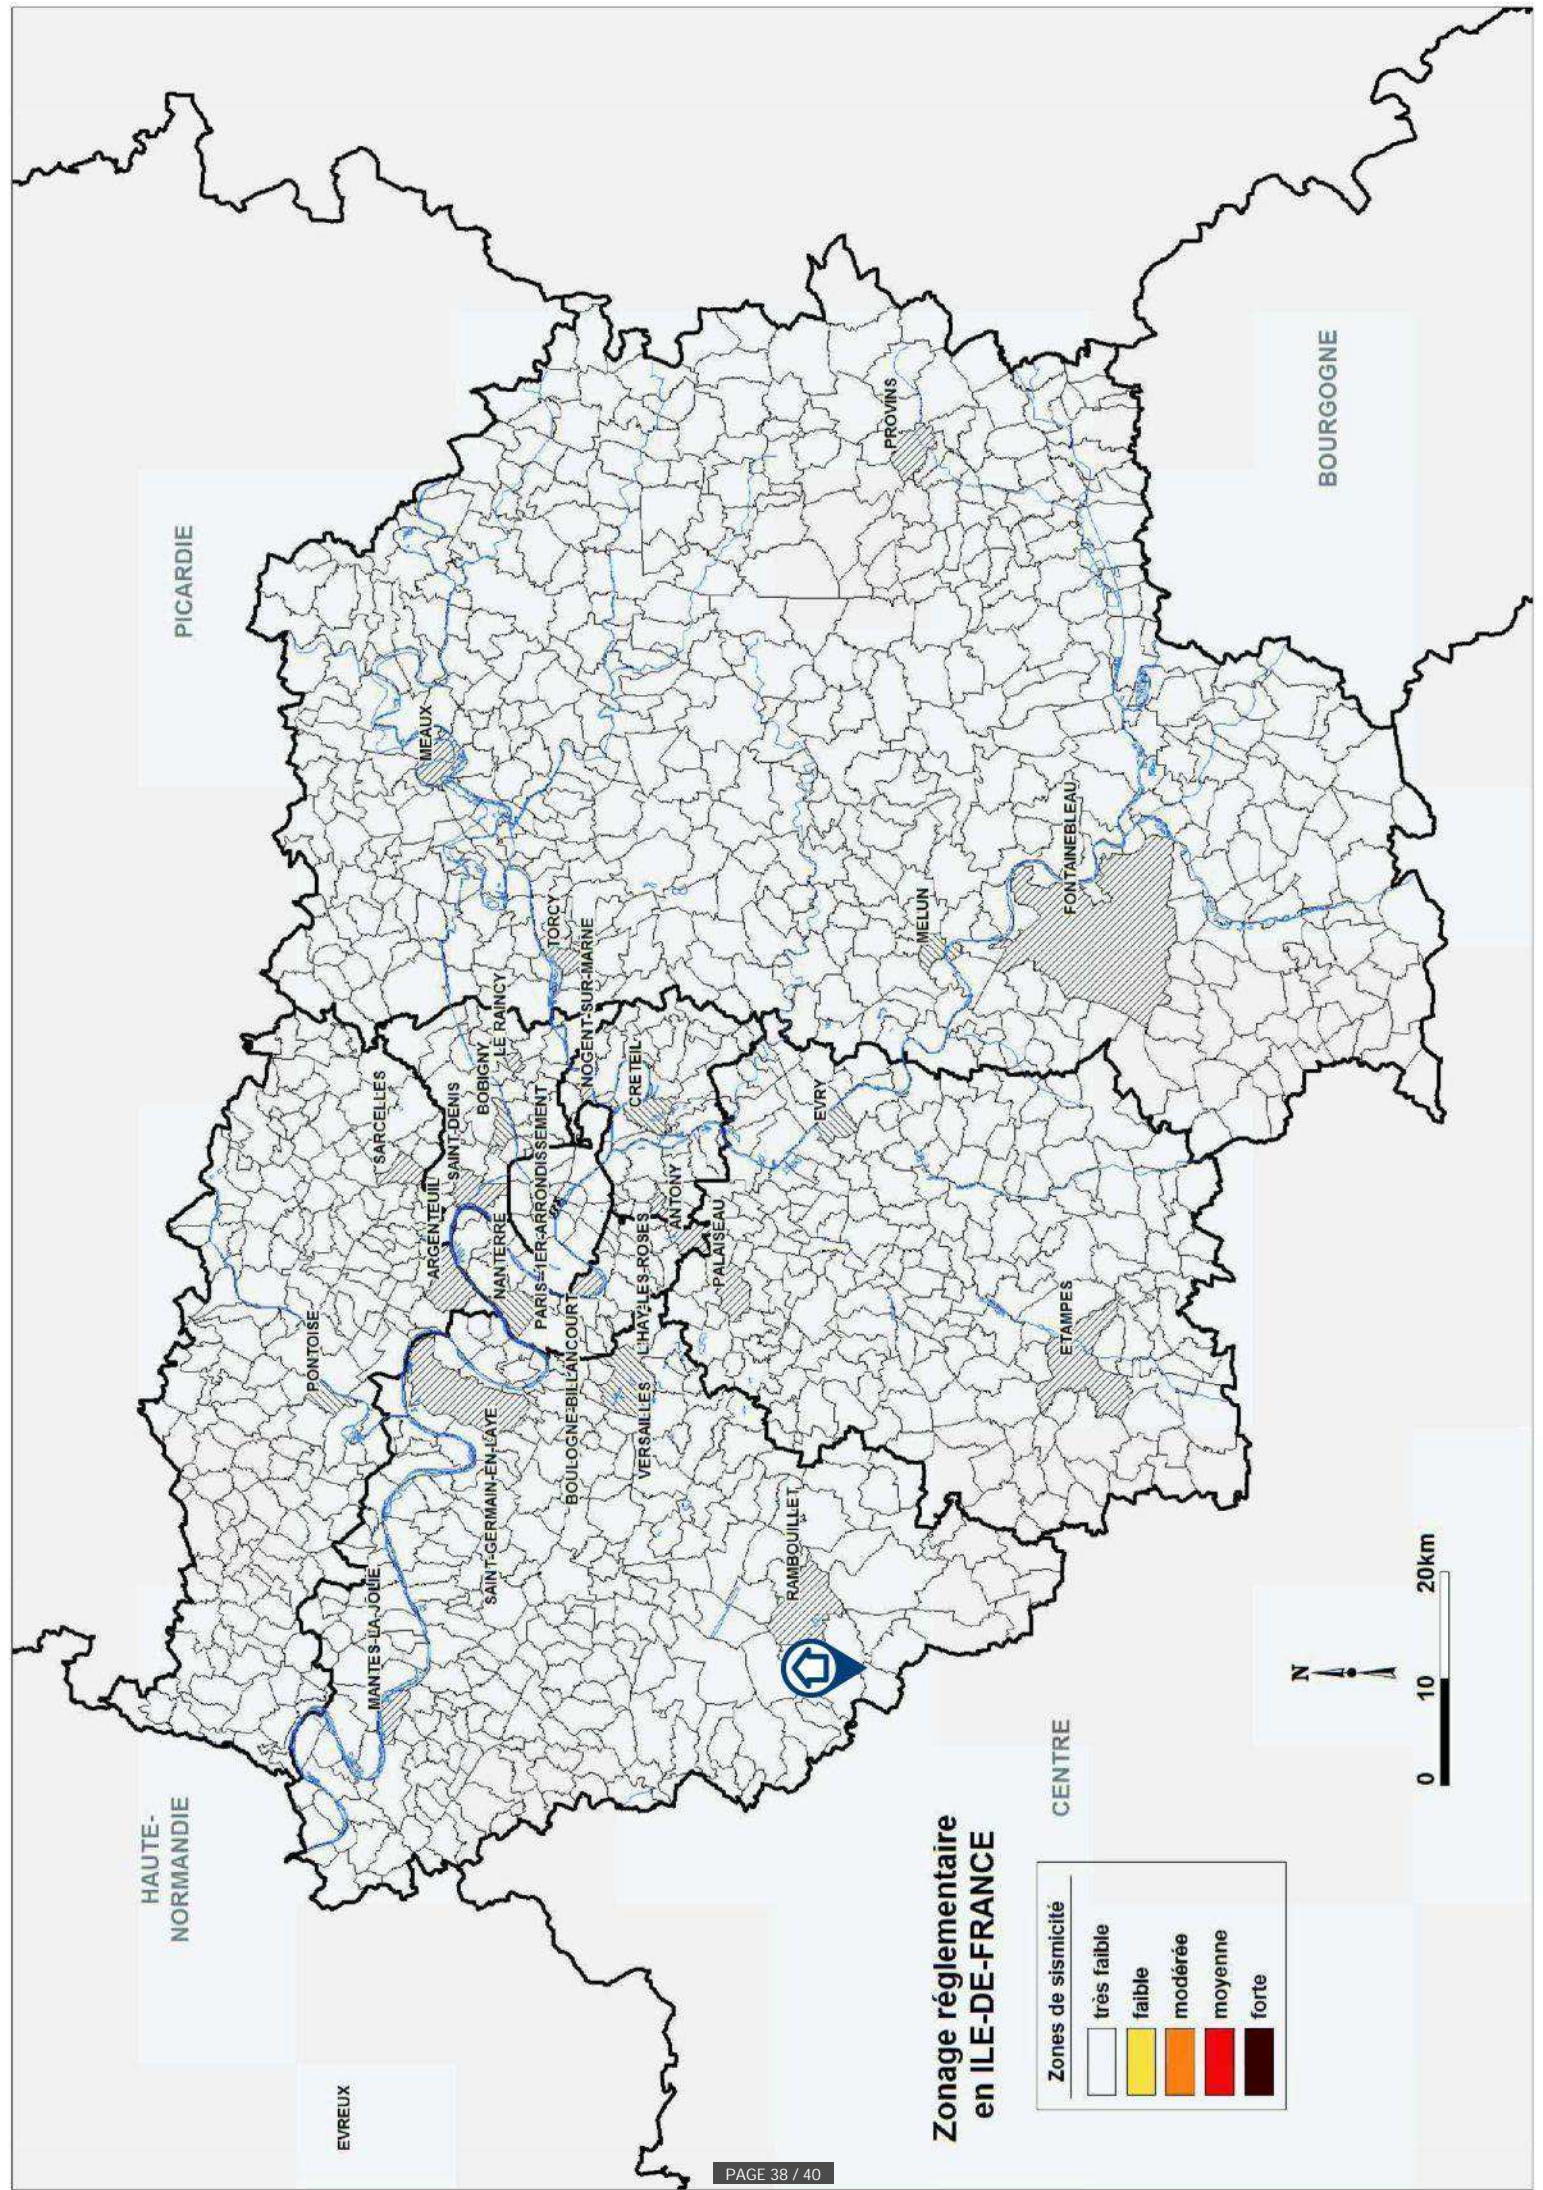 HAUTE-
NORMANDIE
PICARDIE
EVREUX
MANTES-LA-JOLIE
PONTOISE
SARCELLES
ARGENTEUIL
SAINT-DENIS
BOBIGNY
LE RAINCY
MEAUX
SAINT-GERMAIN-EN-LAYE
NANTERRE
PARIS--1ER-ARRONDISSEMENT
TORCY
NOGENT-SUR-MARNE
BOULOGNE-BILLANCOURT
VERSAILLES
L'HAY-LES-ROSES
CRETEIL
ANTONY
PALAISEAU
EVRY
RAMBOUILLET
PROVINS
MELUN
ETAMPES
FONTAINEBLEAU
CENTRE
BOURGOGNE
Zonage réglementaire
en ILE-DE-FRANCE
Zones de sismicité
très faible
faible
modérée
moyenne
forte
N
0 10 20km
PAGE 38 / 40